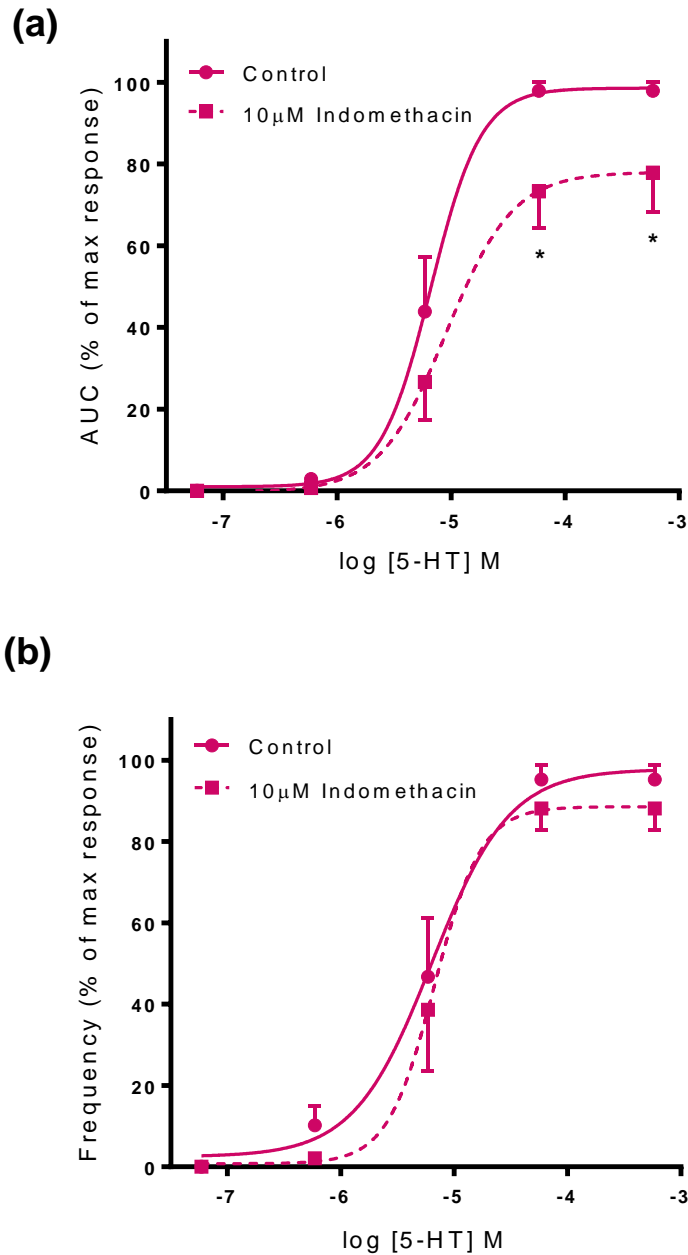 (a)
AUC (% of max response)
100
80
60
40
20
0
Control
10μM Indomethacin
*
*
-7
-6
-5
-4
-3
log [5-HT] M
(b)
Frequency (% of max response)
100
80
60
40
20
0
Control
10μM Indomethacin
-7
-6
-5
-4
-3
log [5-HT] M